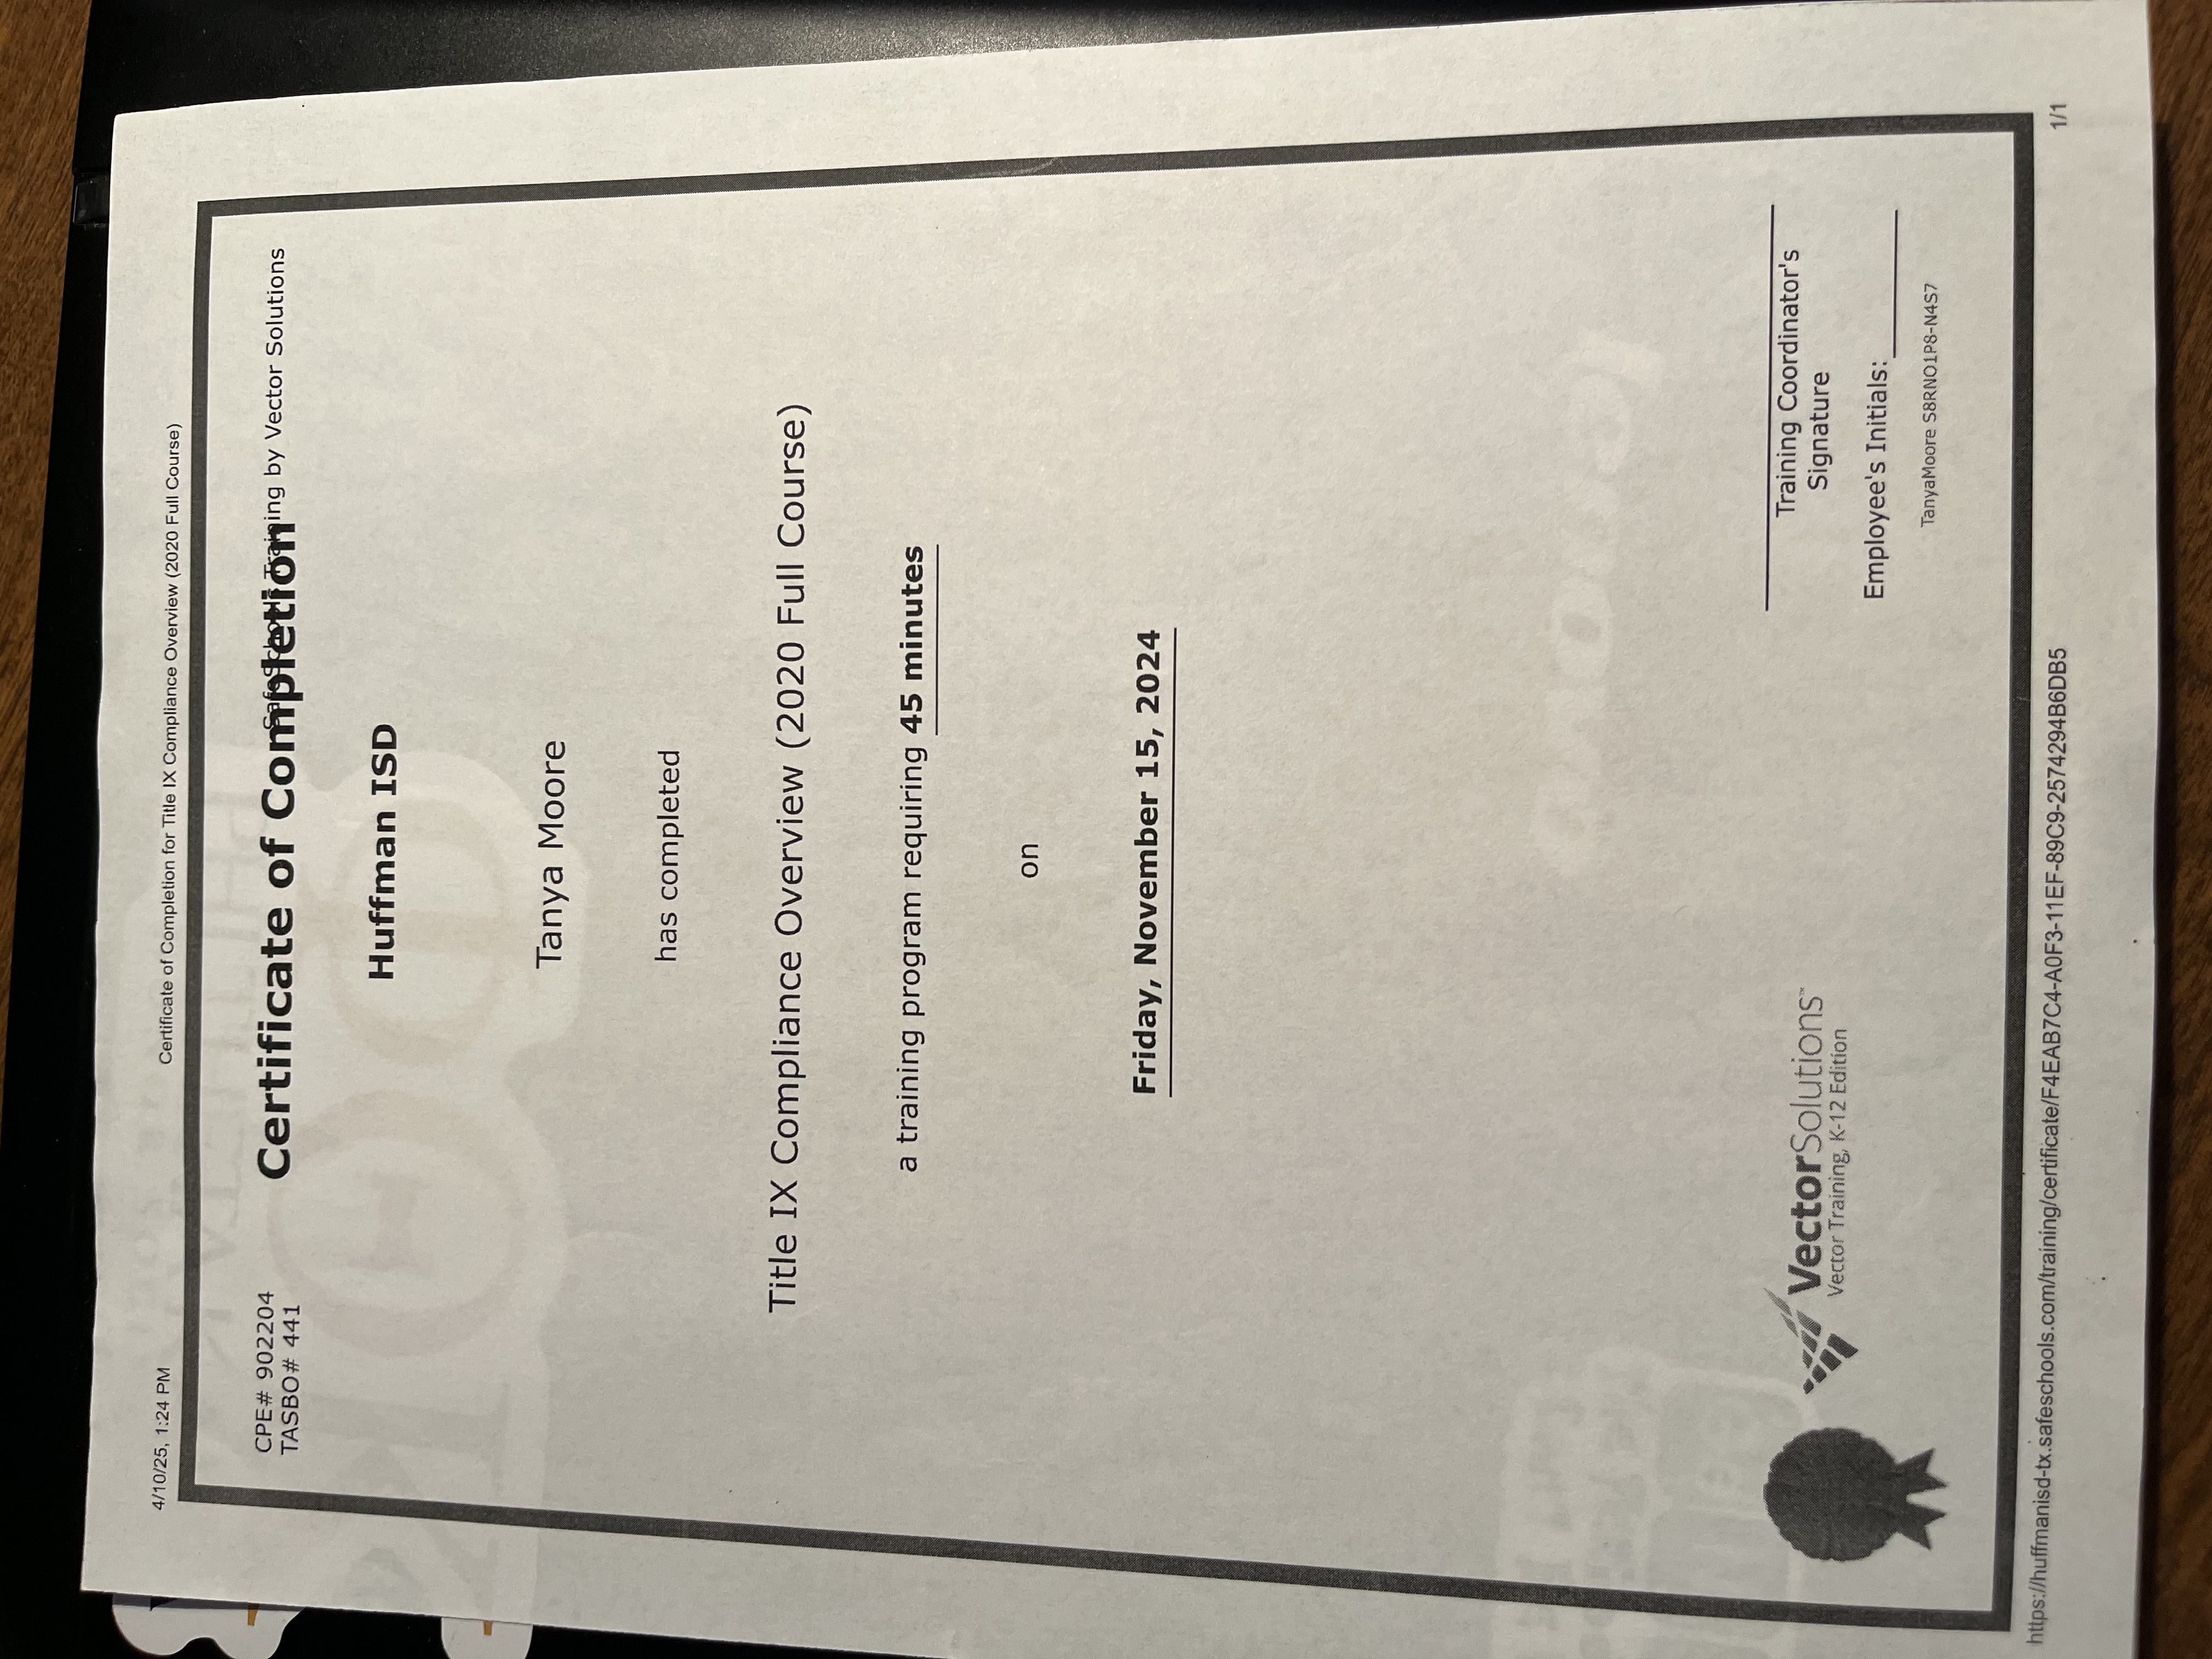 4/10/25, 1:24 PM
Certificate of Completion for Title IX Compliance Overview (2020 Full Course)
CPE# 902204
TASBO# 441
Certificate of Completion
SafeSchools Training by Vector Solutions
Huffman ISD
Tanya Moore
has completed
Title IX Compliance Overview (2020 Full Course)
a training program requiring 45 minutes
on
Friday, November 15, 2024
VectorSolutions™
Vector Training, K-12 Edition
Training Coordinator's
Signature
Employee's Initials:
TanyaMoore S8RNO1P8-N4S7
https://huffmanisd-tx.safeschools.com/training/certificate/F4EAB7C4-A0F3-11EF-89C9-2574294B6DB5
1/1